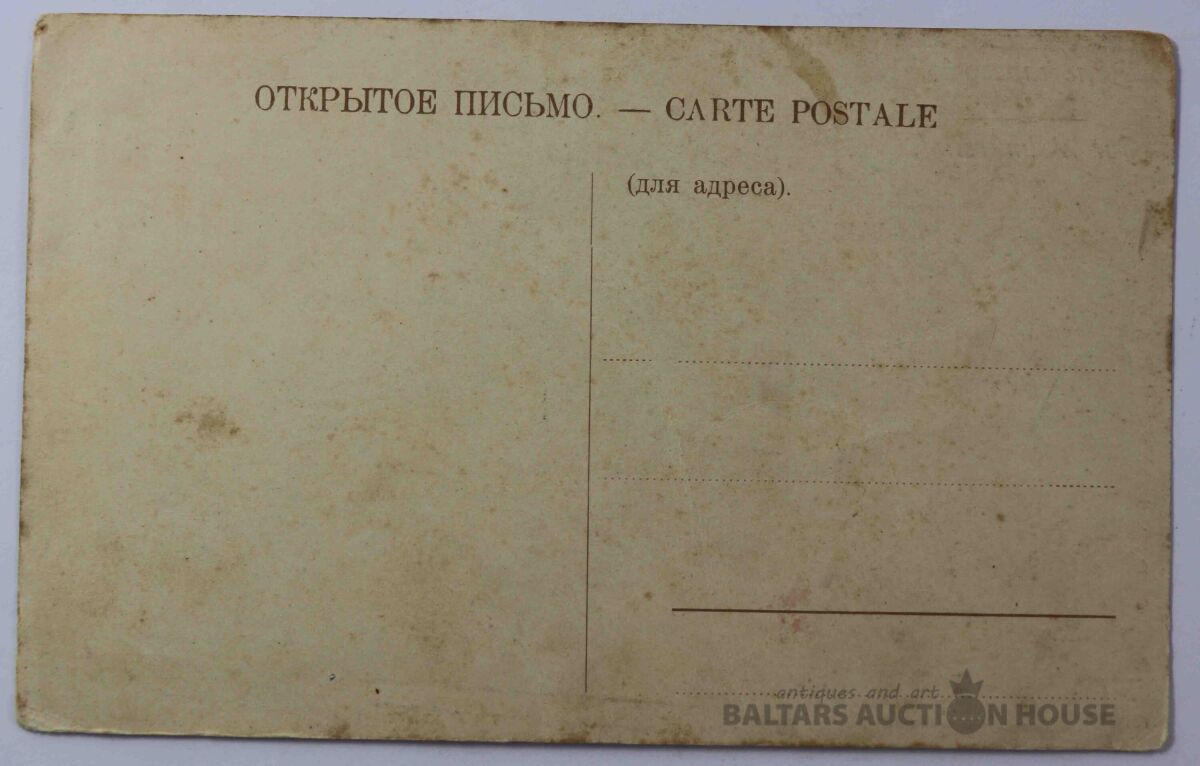 ОТКРЫТОЕ ПИСЬМО. — CARTE POSTALE
(для адреса).
antiques and art
BALTARS AUCTION HOUSE